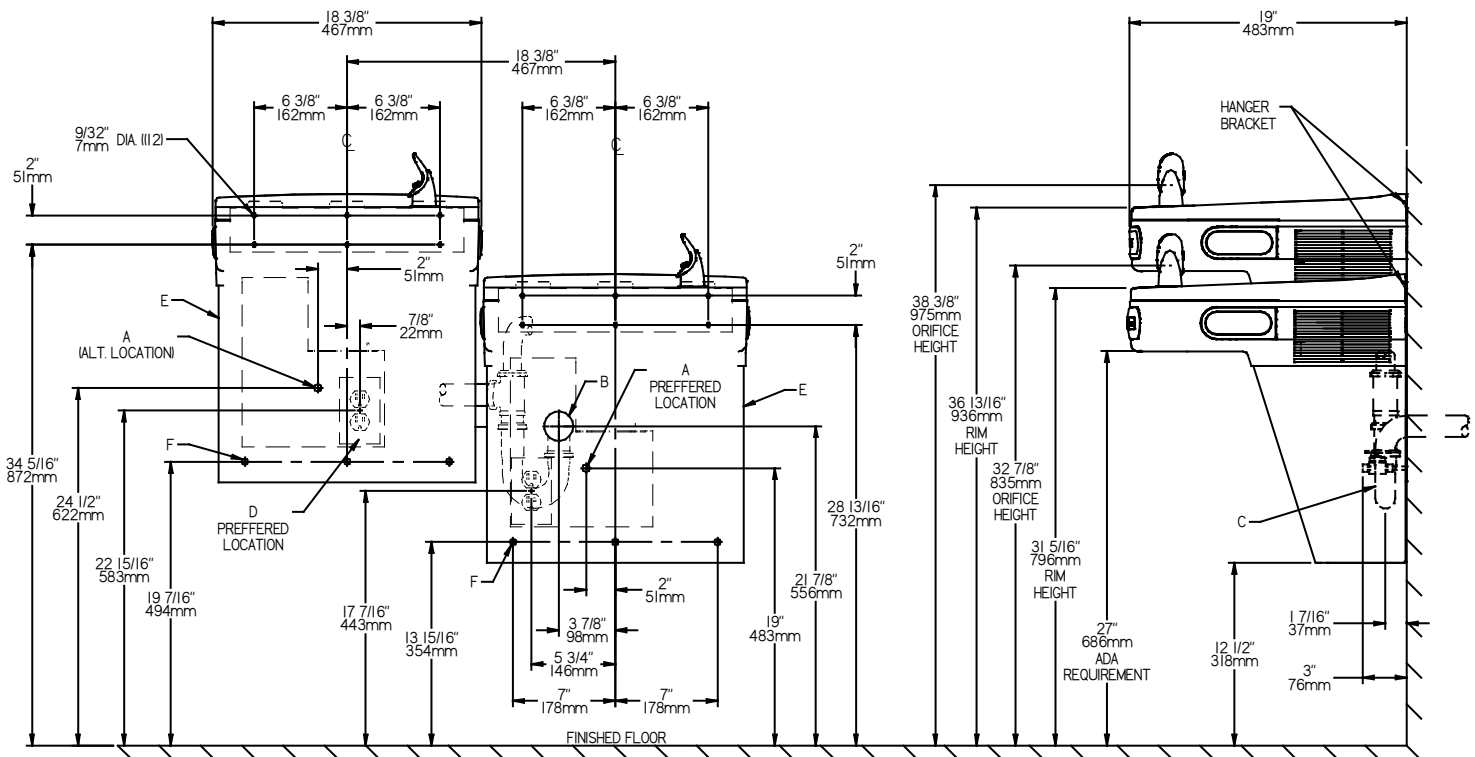 18 3/8"
467mm
18 3/8"
467mm
6 3/8"
162mm
6 3/8"
162mm
6 3/8"
162mm
6 3/8"
162mm
9/32"
7mm
DIA. (112)
2"
51mm
2"
51mm
E
7/8"
22mm
A
(ALT. LOCATION)
F
34 5/16"
872mm
24 1/2"
622mm
22 15/16"
583mm
19 7/16"
494mm
D
PREFFERED
LOCATION
17 7/16"
443mm
13 15/16"
354mm
F
2"
51mm
B
A
PREFFERED
LOCATION
E
28 13/16"
732mm
21 7/8"
556mm
2"
51mm
3 7/8"
98mm
5 3/4"
146mm
7"
178mm
7"
178mm
19"
483mm
FINISHED FLOOR
19"
483mm
HANGER
BRACKET
38 3/8"
975mm
ORIFICE
HEIGHT
36 13/16"
936mm
RIM
HEIGHT
32 7/8"
835mm
ORIFICE
HEIGHT
31 5/16"
796mm
RIM
HEIGHT
27"
686mm
ADA
REQUIREMENT
C
12 1/2"
318mm
1 7/16"
37mm
3"
76mm